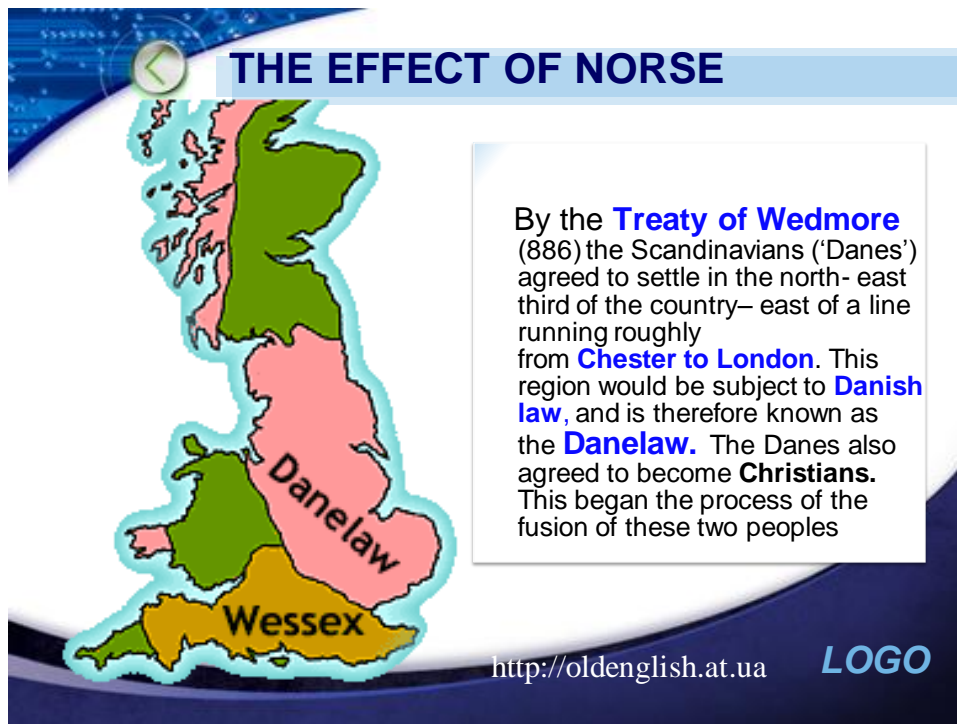 THE EFFECT OF NORSE
Danelaw
Wessex
By the Treaty of Wedmore
(886) the Scandinavians (‘Danes’)
agreed to settle in the north- east
third of the country– east of a line
running roughly
from Chester to London. This
region would be subject to Danish
law, and is therefore known as
the Danelaw. The Danes also
agreed to become Christians.
This began the process of the
fusion of these two peoples
http://oldenglish.at.ua
LOGO